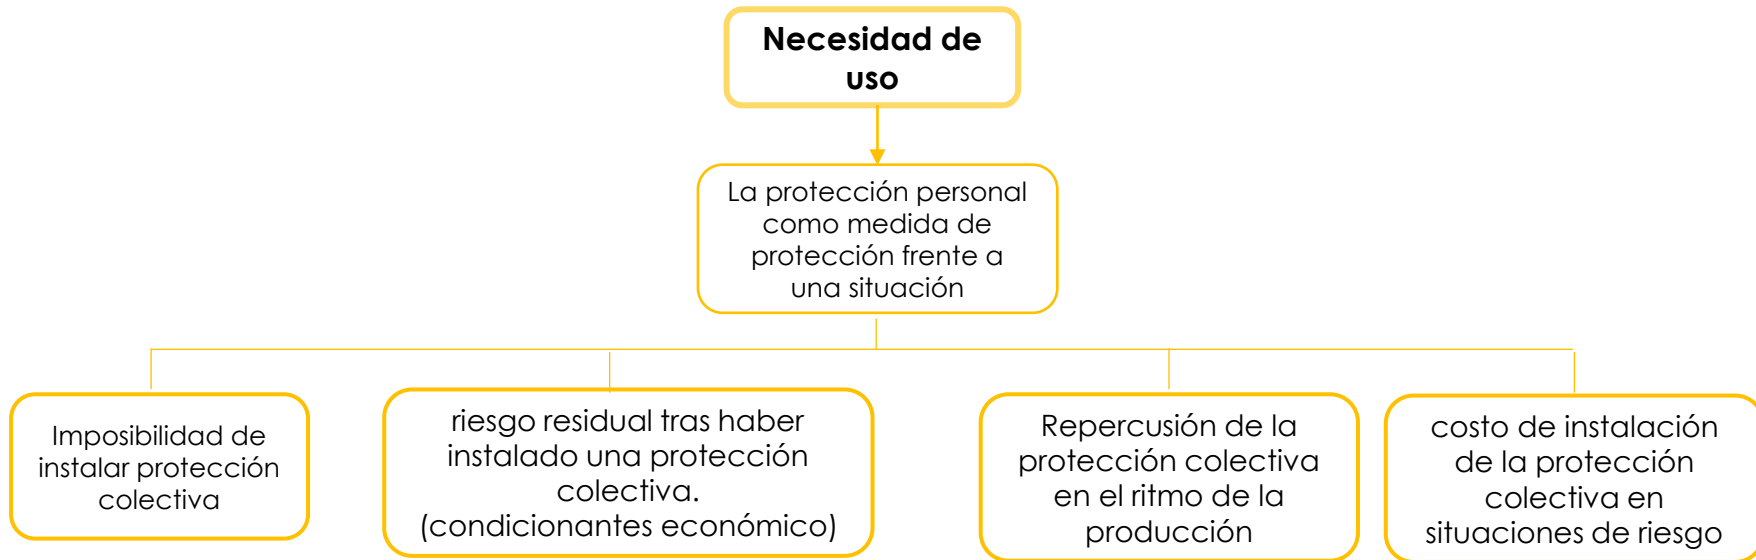 Necesidad de
uso
La protección personal
como medida de
protección frente a
una situación
Imposibilidad de
instalar protección
colectiva
riesgo residual tras haber
instalado una protección
colectiva.
(condicionantes económico)
Repercusión de la
protección colectiva
en el ritmo de la
producción
costo de instalación
de la protección
colectiva en
situaciones de riesgo